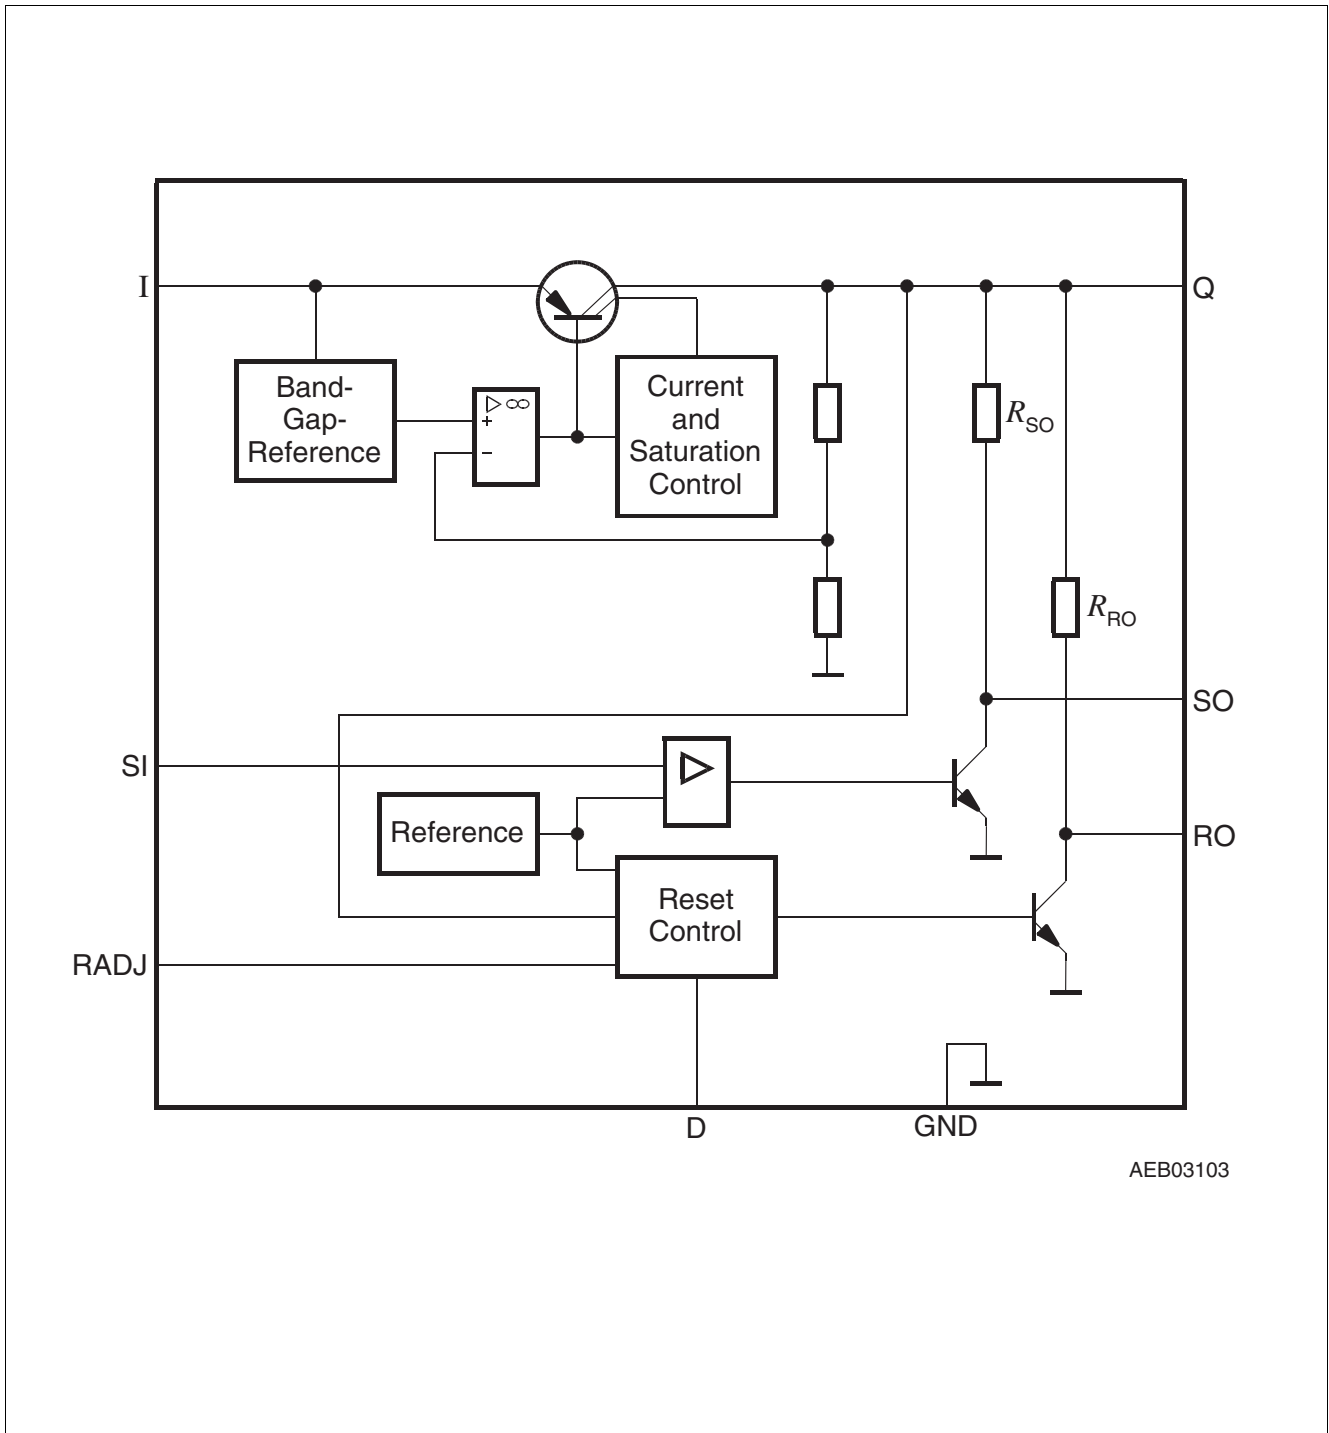 I
Q
Band-
Gap-
Reference
▷ ∞
+
−
Current
and
Saturation
Control
RSO
RRO
SO
SI
Reference
RO
Reset
Control
RADJ
D
GND
AEB03103